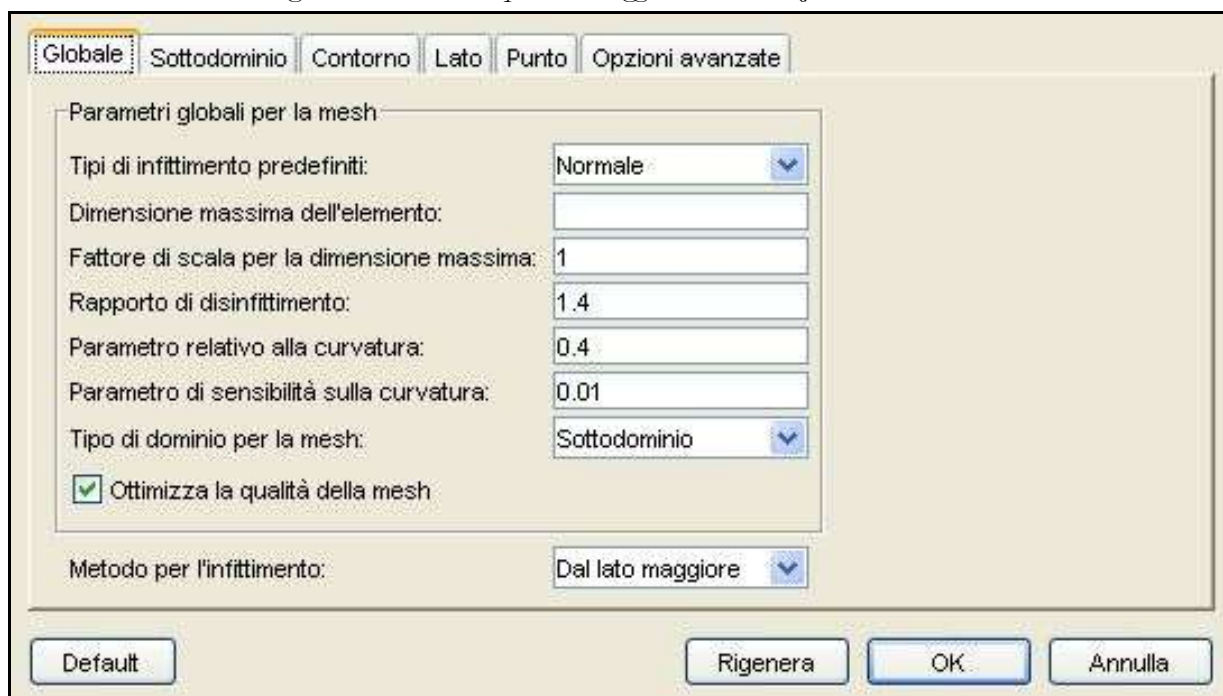 Globale Sottodominio Contorno Lato Punto Opzioni avanzate
Parametri globali per la mesh
Tipi di infittimento predefiniti: Normale
Dimensione massima dell'elemento:
Fattore di scala per la dimensione massima: 1
Rapporto di disinfittimento: 1.4
Parametro relativo alla curvatura: 0.4
Parametro di sensibilità sulla curvatura: 0.01
Tipo di dominio per la mesh: Sottodominio
Ottimizza la qualità della mesh
Metodo per l'infittimento: Dal lato maggiore
Default Rigenera OK Annulla